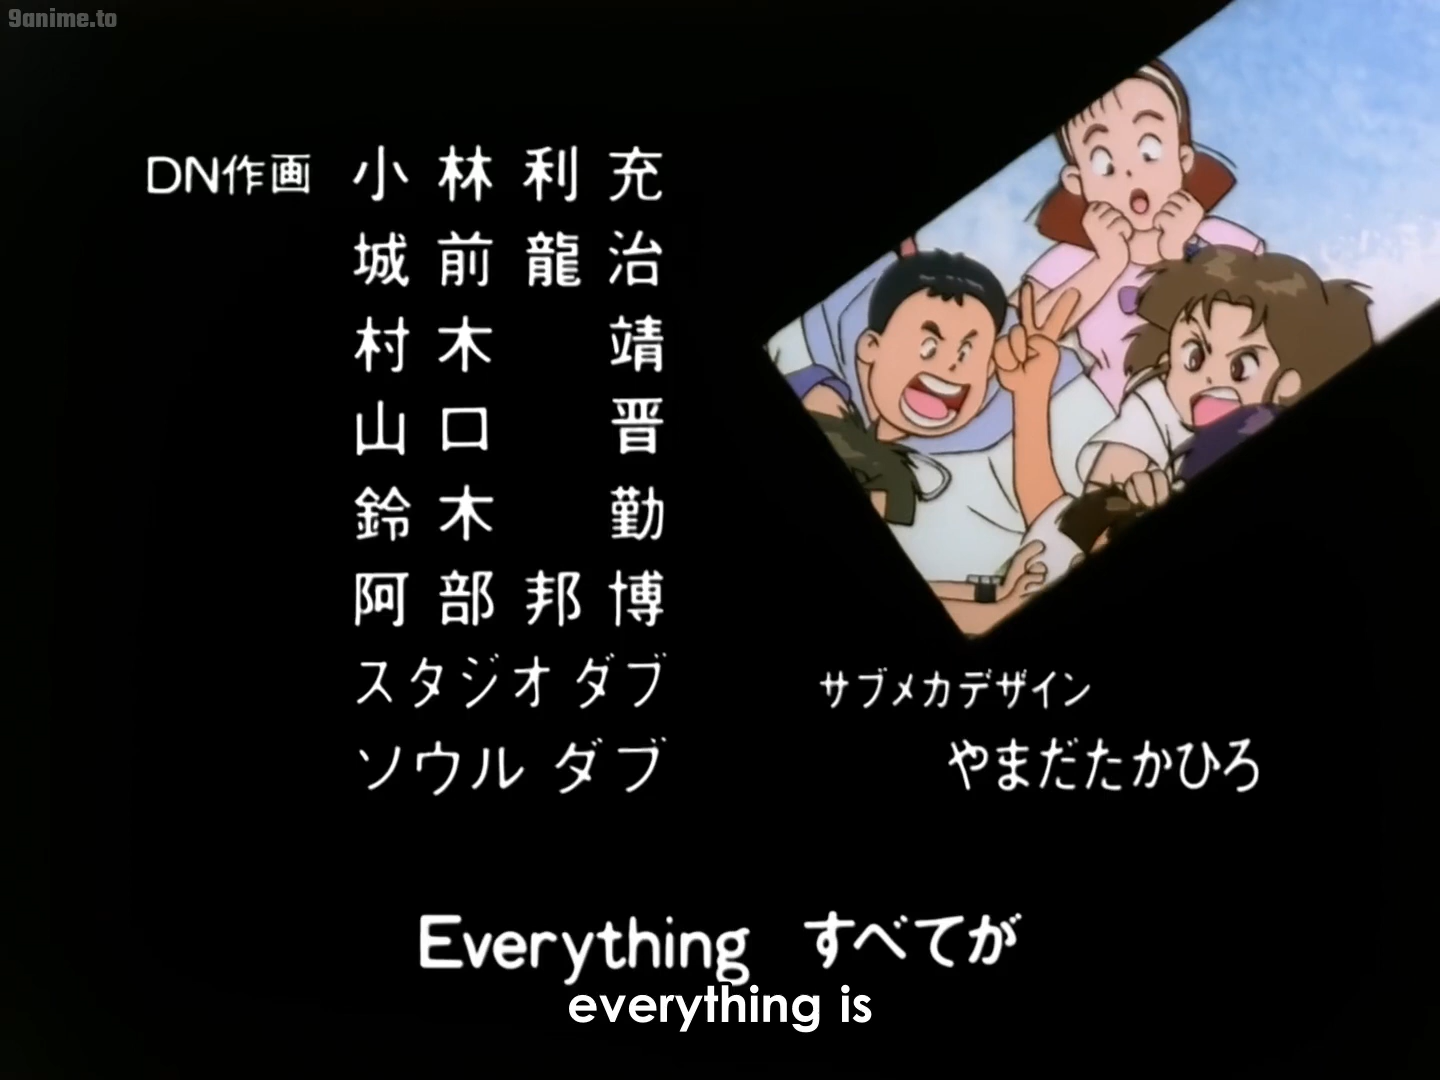 9anime.to
DN作画 小林利充
城前龍治
村木 靖
山口 晋
鈴木 勤
阿部邦博
スタジオダブ
ソウルダブ
サブメカデザイン
やまだたかひろ
Everything すべてが
everything is